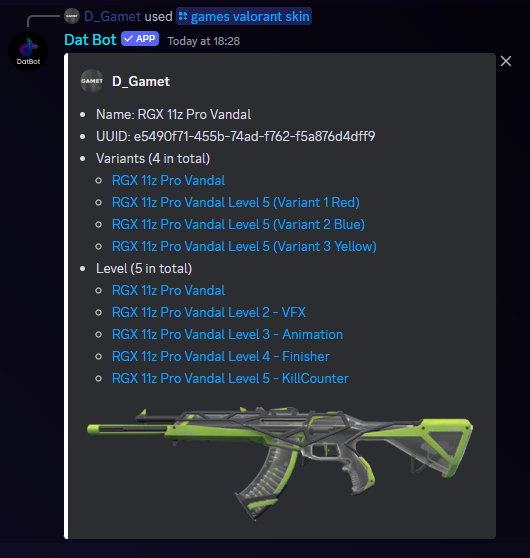 GAMET D_Gamet used games valorant skin
Dat Bot ✓ APP Today at 18:28
DatBot
GAMET D_Gamet
• Name: RGX 11z Pro Vandal
• UUID: e5490f71-455b-74ad-f762-f5a876d4dff9
• Variants (4 in total)
◦ RGX 11z Pro Vandal
◦ RGX 11z Pro Vandal Level 5 (Variant 1 Red)
◦ RGX 11z Pro Vandal Level 5 (Variant 2 Blue)
◦ RGX 11z Pro Vandal Level 5 (Variant 3 Yellow)
• Level (5 in total)
◦ RGX 11z Pro Vandal
◦ RGX 11z Pro Vandal Level 2 - VFX
◦ RGX 11z Pro Vandal Level 3 - Animation
◦ RGX 11z Pro Vandal Level 4 - Finisher
◦ RGX 11z Pro Vandal Level 5 - KillCounter